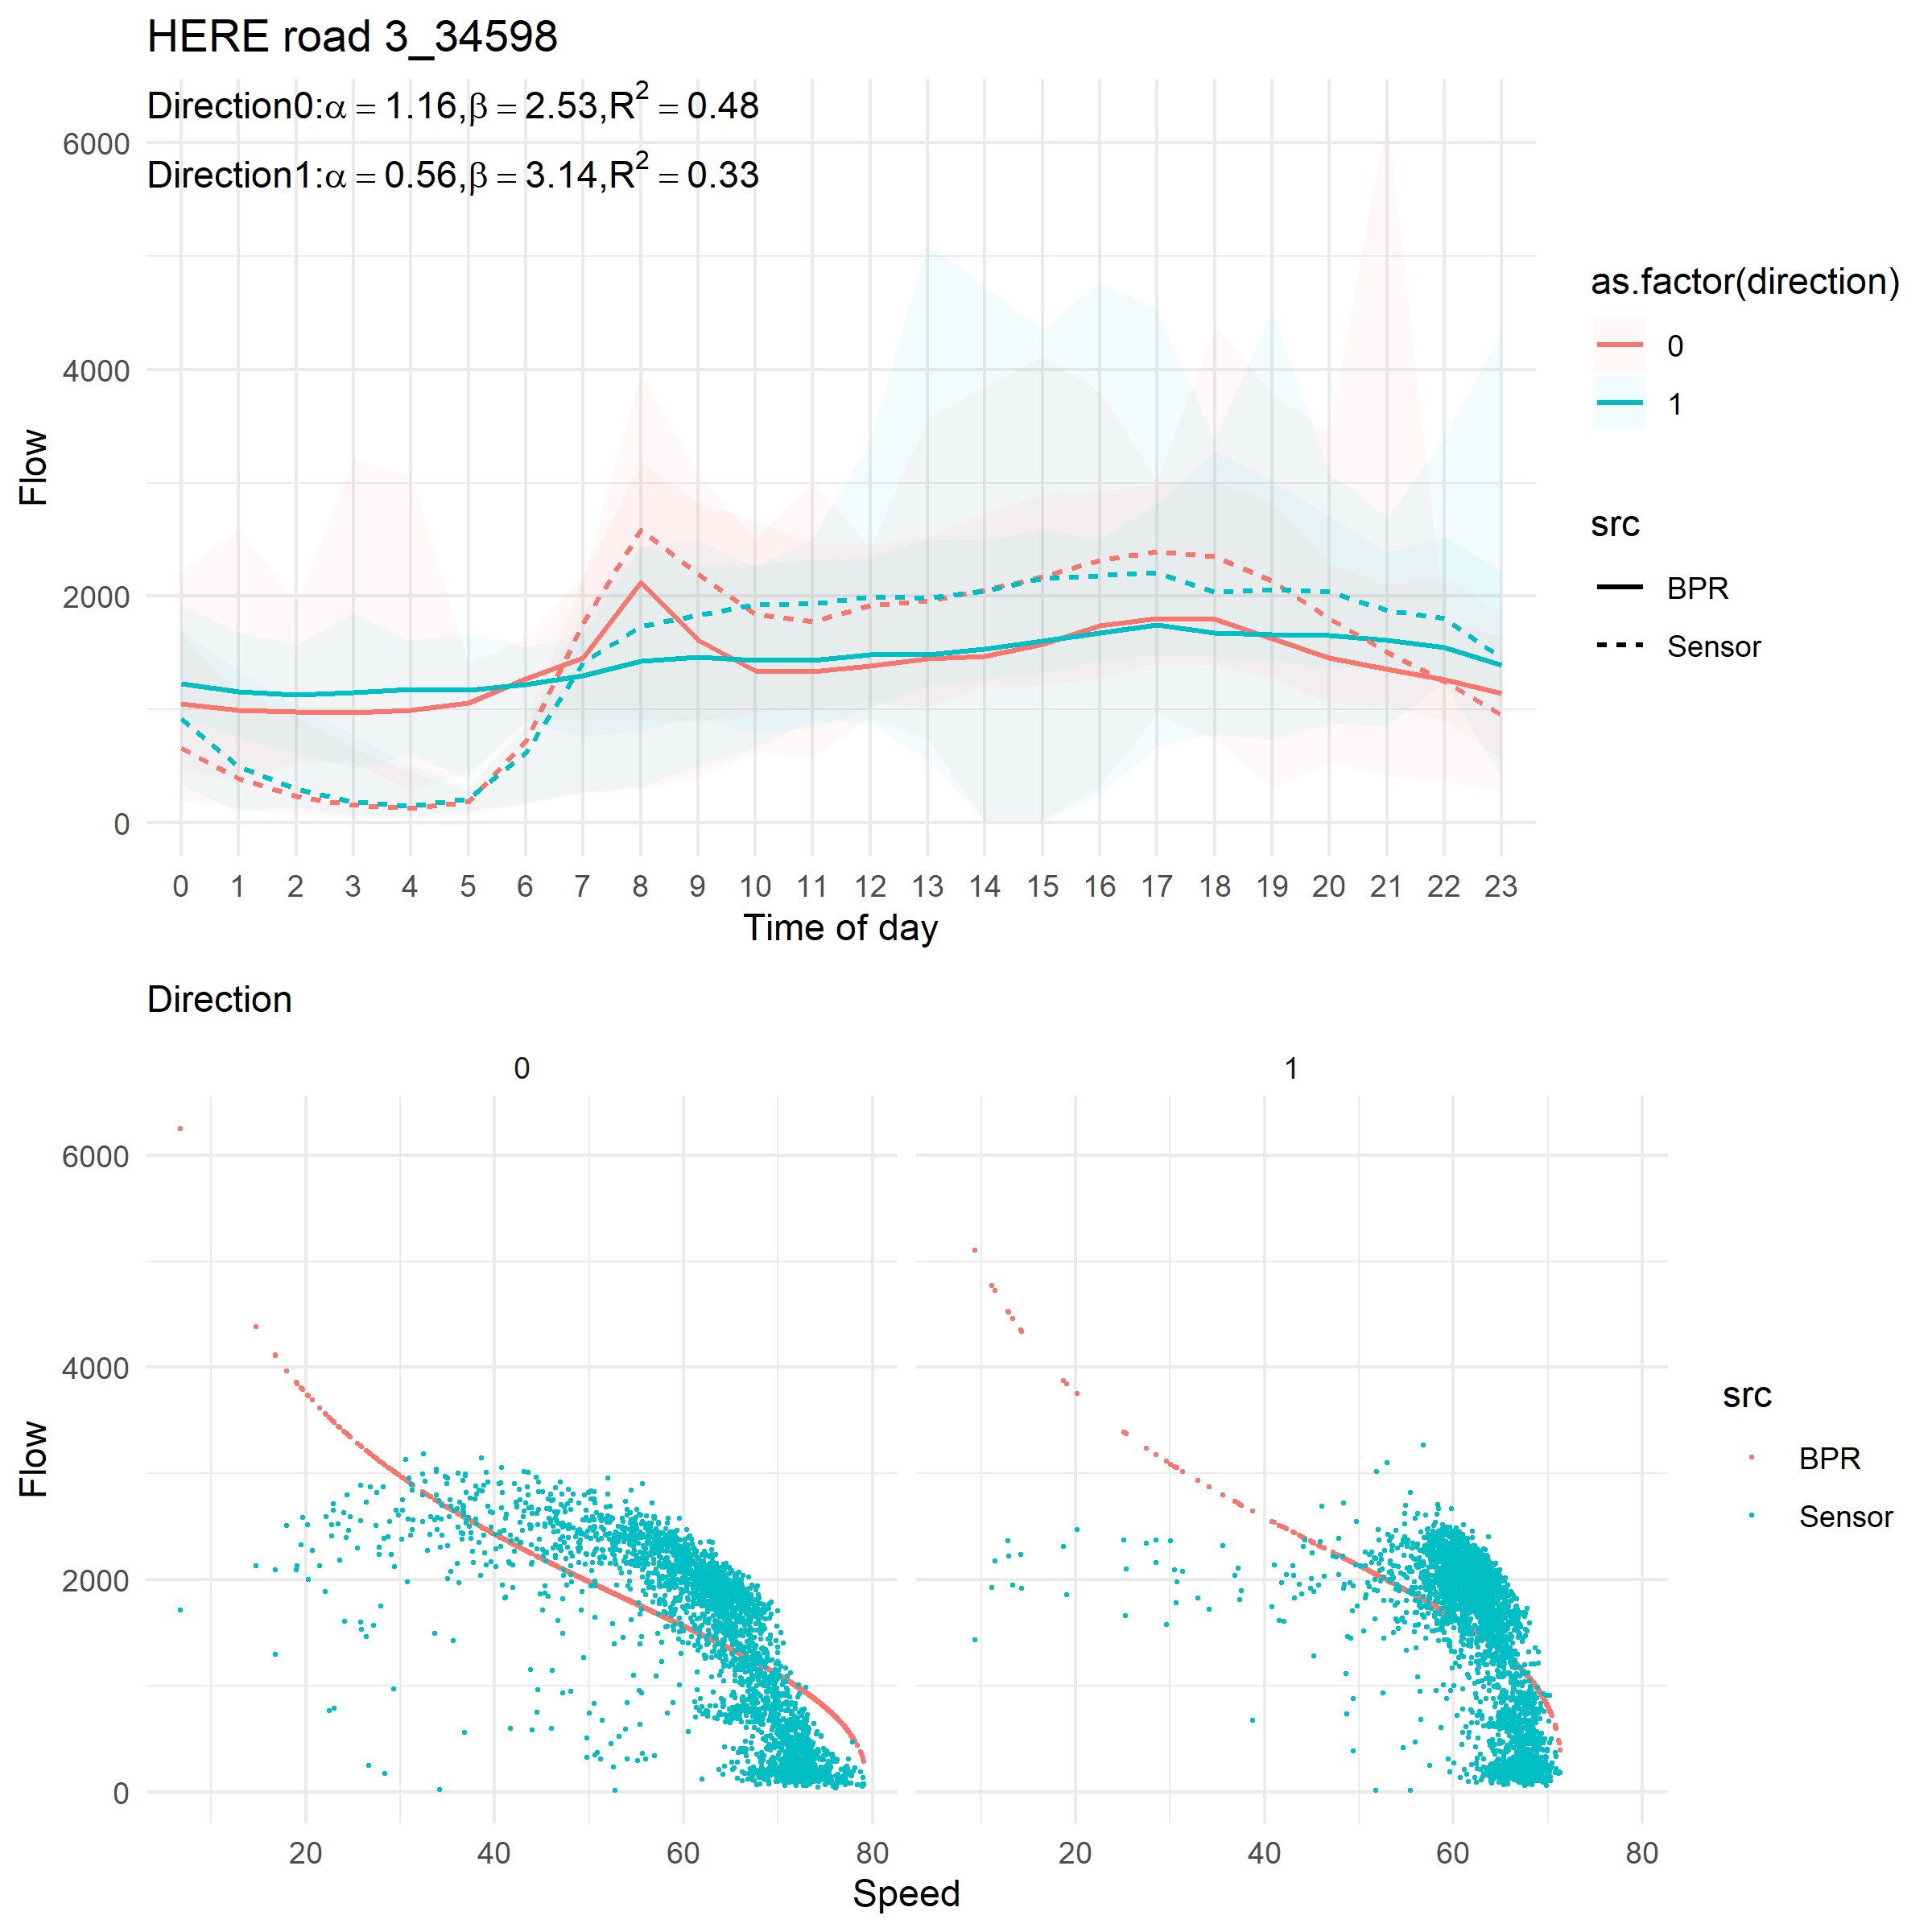 HERE road 3_34598
Direction0:α = 1.16,β = 2.53,R² = 0.48
Direction1:α = 0.56,β = 3.14,R² = 0.33
6000
4000
2000
0
Flow
0 1 2 3 4 5 6 7 8 9 10 11 12 13 14 15 16 17 18 19 20 21 22 23
Time of day
as.factor(direction)
0
1
src
BPR
Sensor
Direction
0 1
6000
4000
2000
0
Flow
20 40 60 80 20 40 60 80
Speed
src
BPR
Sensor